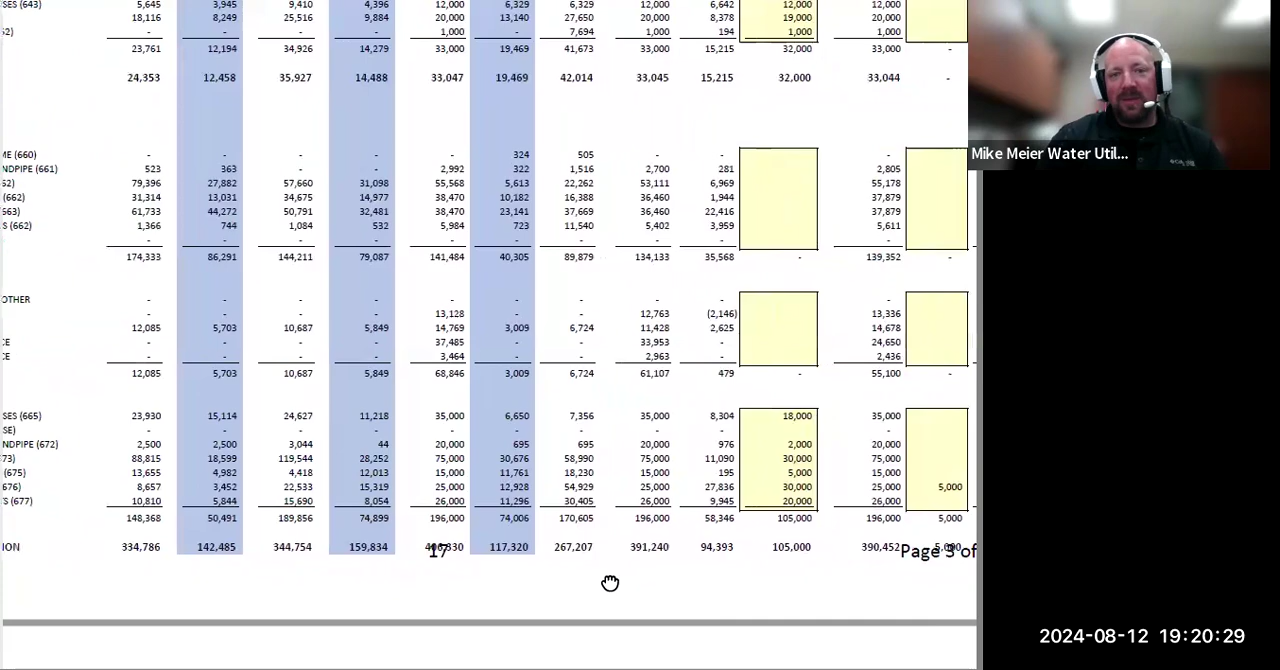 SES (643) 5,645 3,945 9,410 4,396 12,000 6,329 6,329 12,000 6,642 12,000 12,000
18,116 8,249 25,516 9,884 20,000 13,140 27,650 20,000 8,378 19,000 20,000
52) - - - - 1,000 - 7,694 1,000 194 1,000 1,000
23,761 12,194 34,926 14,279 33,000 19,469 41,673 33,000 15,215 32,000 33,000 -
24,353 12,458 35,927 14,488 33,047 19,469 42,014 33,045 15,215 32,000 33,044 -
ME (660) - - - - - 324 505 - - -
NDPIPE (661) 523 363 - - 2,992 322 1,516 2,700 281 2,805
52) 79,396 27,882 57,660 31,098 55,568 5,613 22,262 53,111 6,969 55,178
(662) 31,314 13,031 34,675 14,977 38,470 10,182 16,388 36,460 1,944 37,879
563) 61,733 44,272 50,791 32,481 38,470 23,141 37,669 36,460 22,416 37,879
S (662) 1,366 744 1,084 532 5,984 723 11,540 5,402 3,959 5,611
- - - - - - - - - -
174,333 86,291 144,211 79,087 141,484 40,305 89,879 134,133 35,568 - 139,352 -
OTHER - - - - - - - - - -
- - - - 13,128 - - 12,763 (2,146) 13,336
12,085 5,703 10,687 5,849 14,769 3,009 6,724 11,428 2,625 14,678
CE - - - - 37,485 - - 33,953 - 24,650
CE - - - - 3,464 - - 2,963 - 2,436
12,085 5,703 10,687 5,849 68,846 3,009 6,724 61,107 479 - 55,100 -
SES (665) 23,930 15,114 24,627 11,218 35,000 6,650 7,356 35,000 8,304 18,000 35,000
SE) - - - - - - - - - -
NDPIPE (672) 2,500 2,500 3,044 44 20,000 695 695 20,000 976 2,000 20,000
73) 88,815 18,599 119,544 28,252 75,000 30,676 58,990 75,000 11,090 30,000 75,000
(675) 13,655 4,982 4,418 12,013 15,000 11,761 18,230 15,000 195 5,000 15,000
676) 8,657 3,452 22,533 15,319 25,000 12,928 54,929 25,000 27,836 30,000 25,000 5,000
'S (677) 10,810 5,844 15,690 8,054 26,000 11,296 30,405 26,000 9,945 20,000 26,000
148,368 50,491 189,856 74,899 196,000 74,006 170,605 196,000 58,346 105,000 196,000 5,000
ION 334,786 142,485 344,754 159,834 117,320 267,207 391,240 94,393 105,000 390,452
17 Page 3 of
Mike Meier Water Util...
2024-08-12 19:20:29